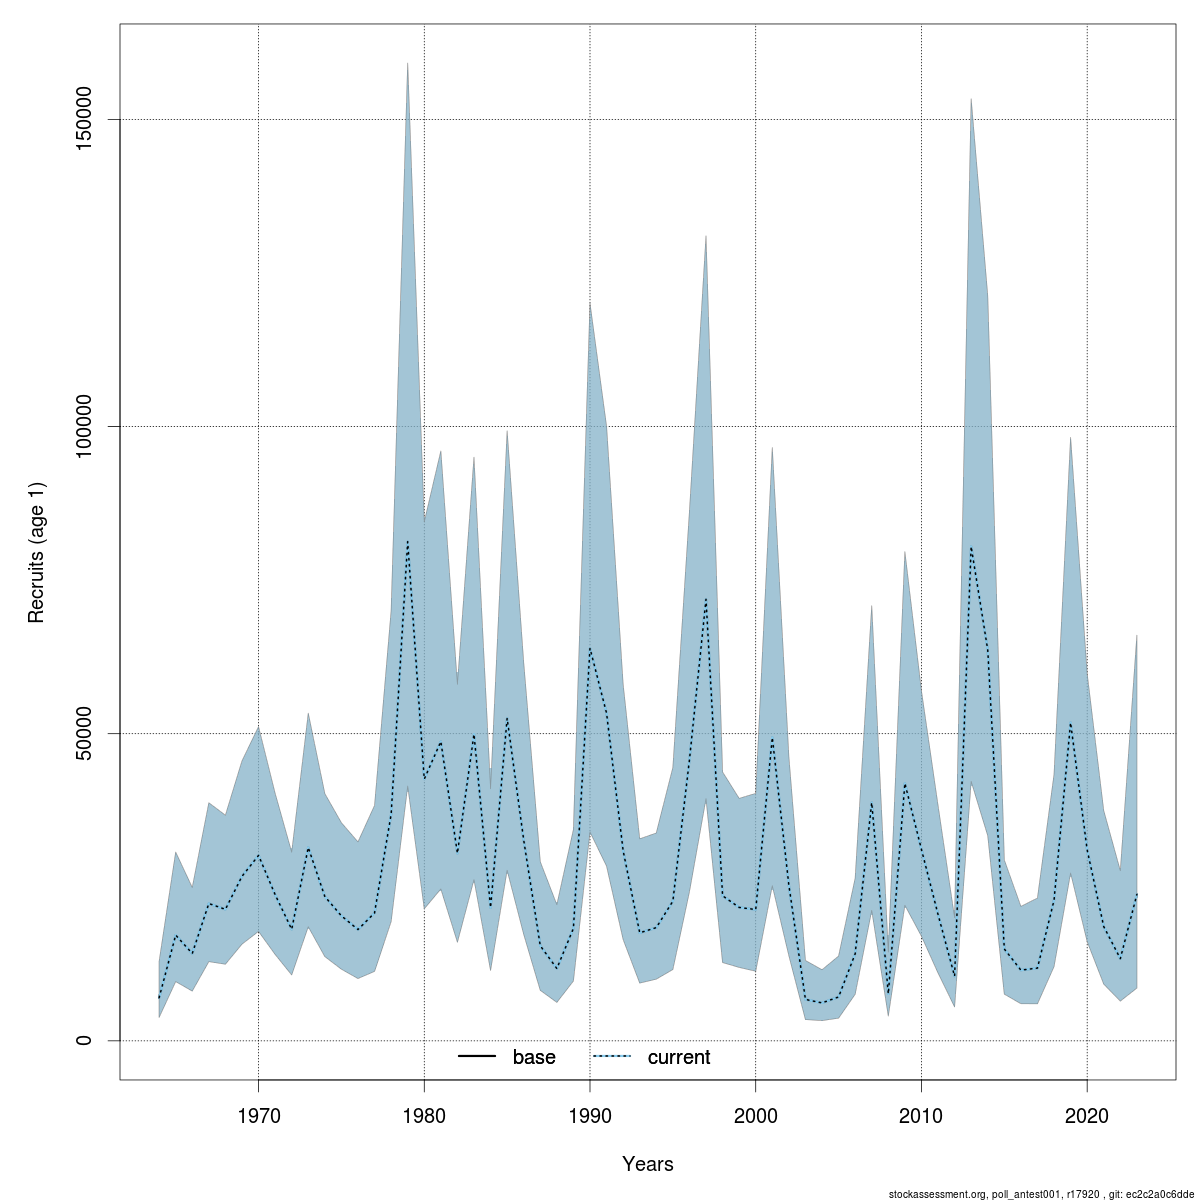 150000
100000
50000
0
Recruits (age 1)
base
current
1970
1980
1990
2000
2010
2020
Years
stockassessment.org, poll_antest001, r17920 , git: ec2c2a0c6dde